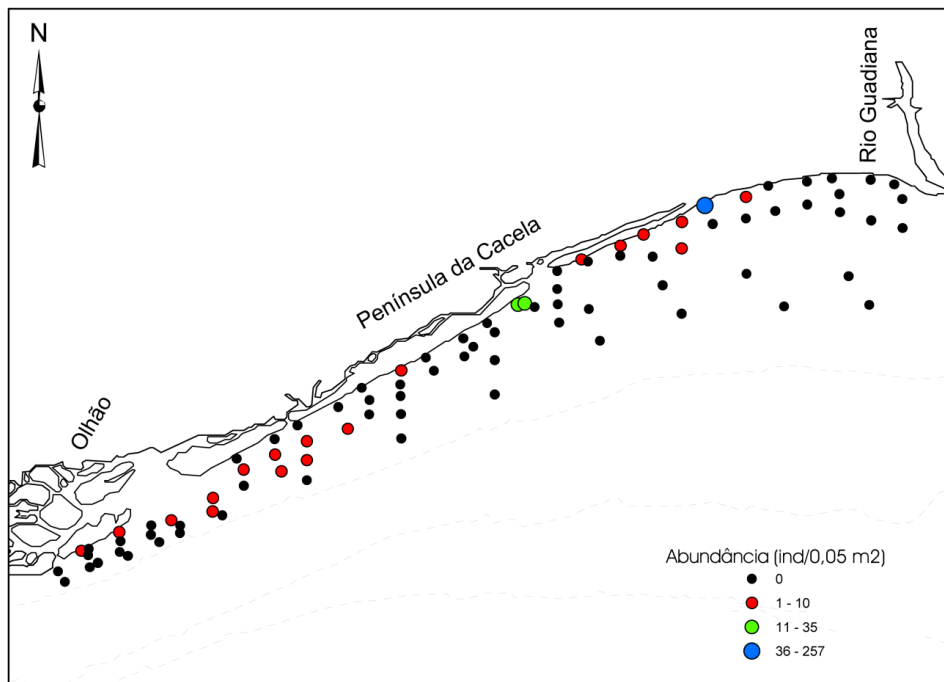 N
Rio Guadiana
Península da Cacela
Olhão
Abundância (ind/0,05 m2)
0
1 - 10
11 - 35
36 - 257